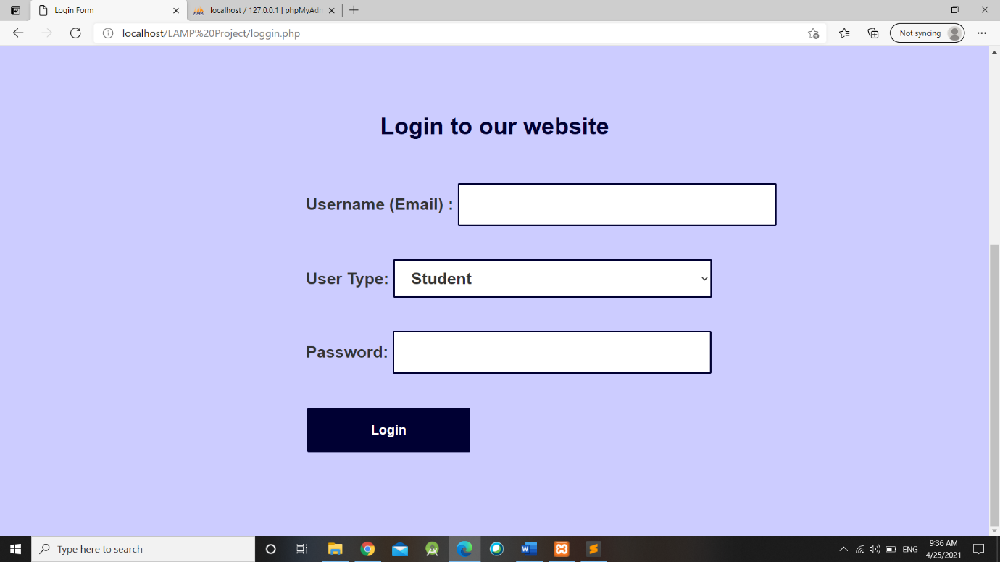 Login Form
localhost / 127.0.0.1 | phpMyAdm
localhost/LAMP%20Project/loggin.php
Not syncing
Login to our website
Username (Email) :
User Type:
Student
Password:
Login
Type here to search
ENG
9:36 AM
4/25/2021